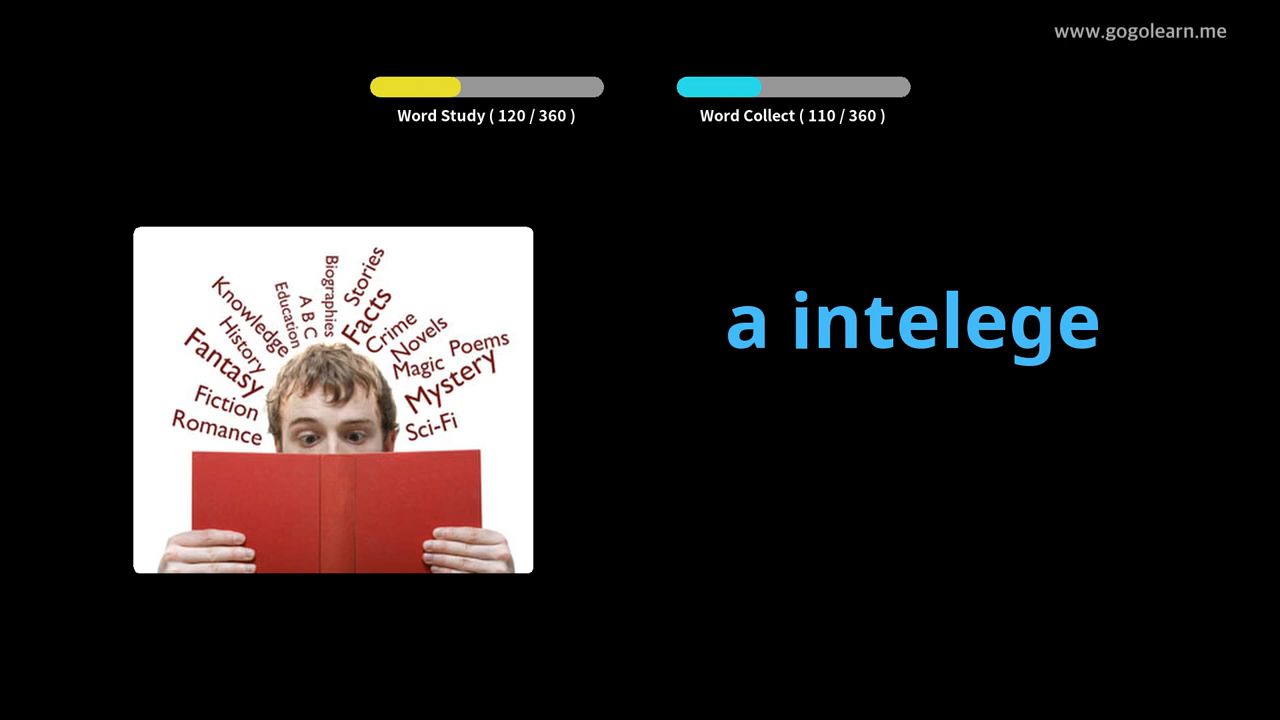 www.gogolearn.me
Word Study ( 120 / 360 )
Word Collect ( 110 / 360 )
a intelege
Romance
Fiction
Fantasy
History
Knowledge
Education
A B C
Biographies
Stories
Facts
Crime
Novels
Magic
Poems
Mystery
Sci-Fi